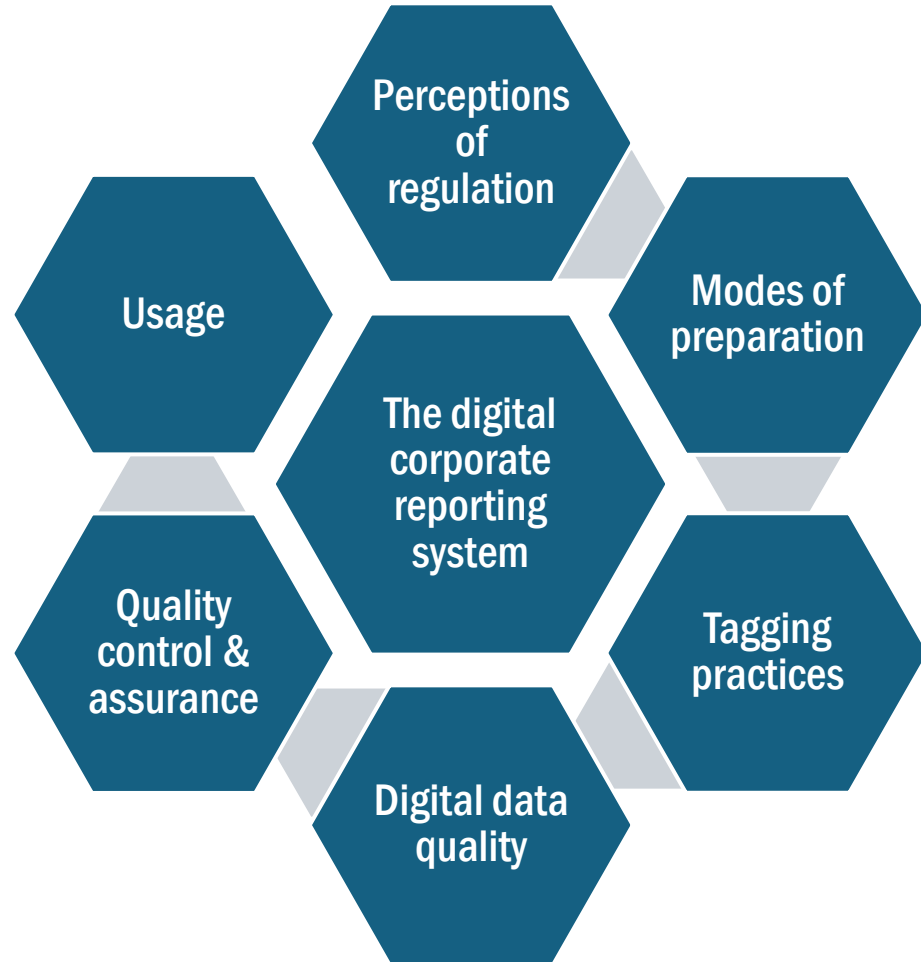 Perceptions
of
regulation
Modes of
preparation
Tagging
practices
Digital data
quality
Quality
control &
assurance
Usage
The digital
corporate
reporting
system